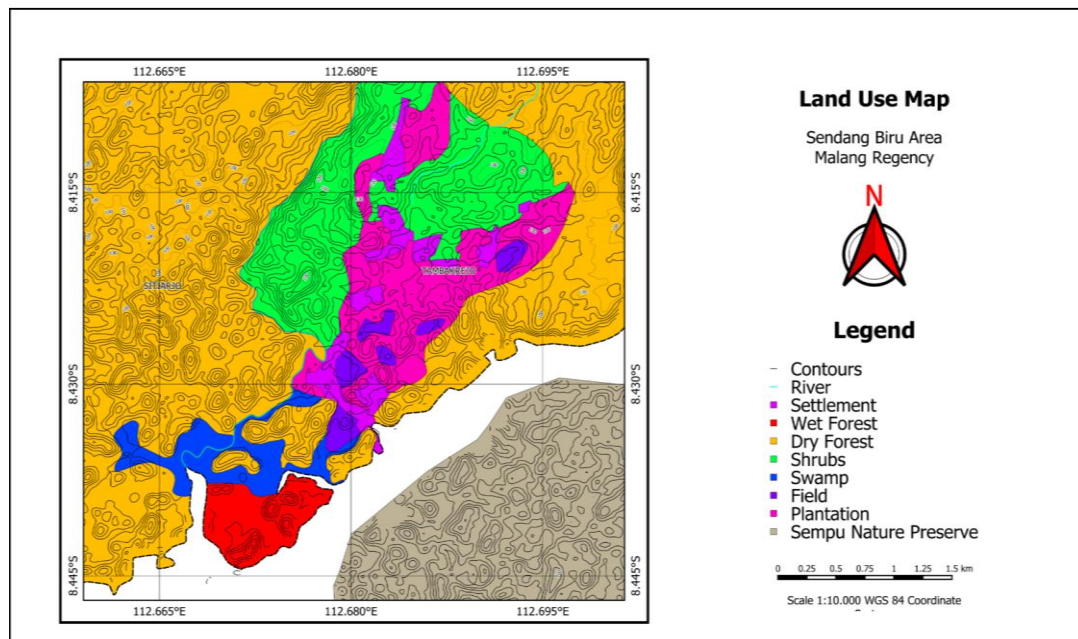 112.665°E 112.680°E 112.695°E
Land Use Map
Sendang Biru Area
Malang Regency
N
8.415°S 8.415°S
TAMBAKREJO
SITIARJO
Legend
Contours
River
8.430°S 8.430°S
Settlement
Wet Forest
Dry Forest
Shrubs
Swamp
Field
Plantation
Sempu Nature Preserve
8.445°S 8.445°S
0 0.25 0.5 0.75 1 1.25 1.5 km
112.665°E 112.680°E 112.695°E
Scale 1:10.000 WGS 84 Coordinate